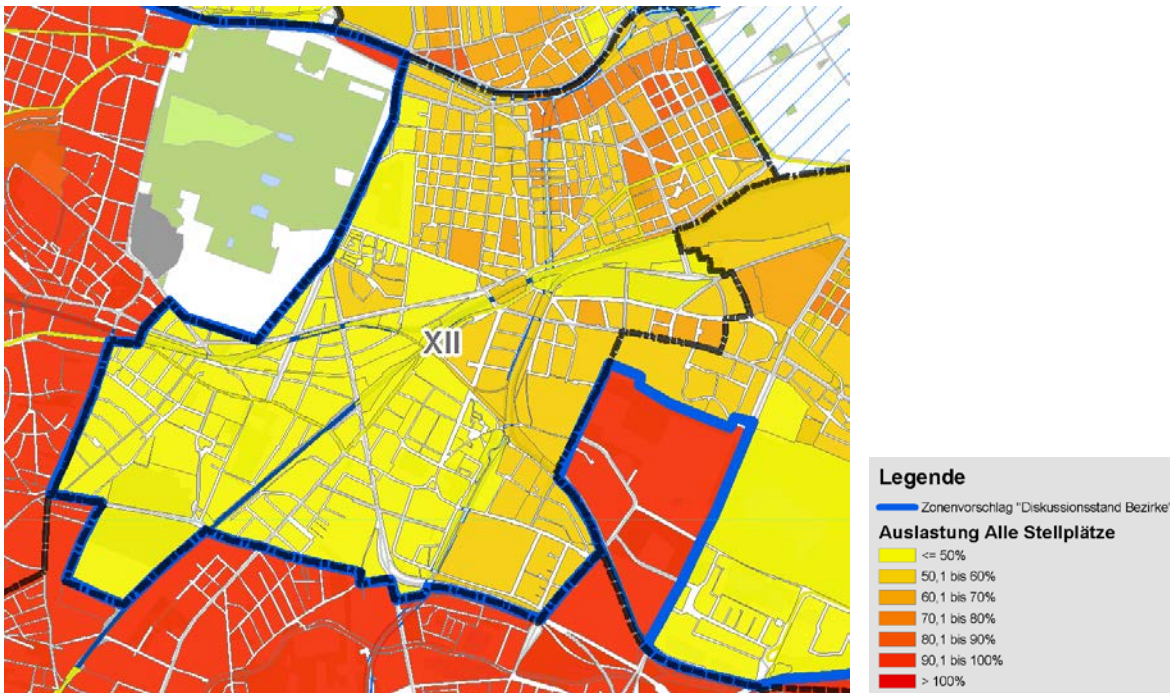 XII
Legende
Zonenvorschlag "Diskussionsstand Bezirke"
Auslastung Alle Stellplätze
<= 50%
50,1 bis 60%
60,1 bis 70%
70,1 bis 80%
80,1 bis 90%
90,1 bis 100%
> 100%